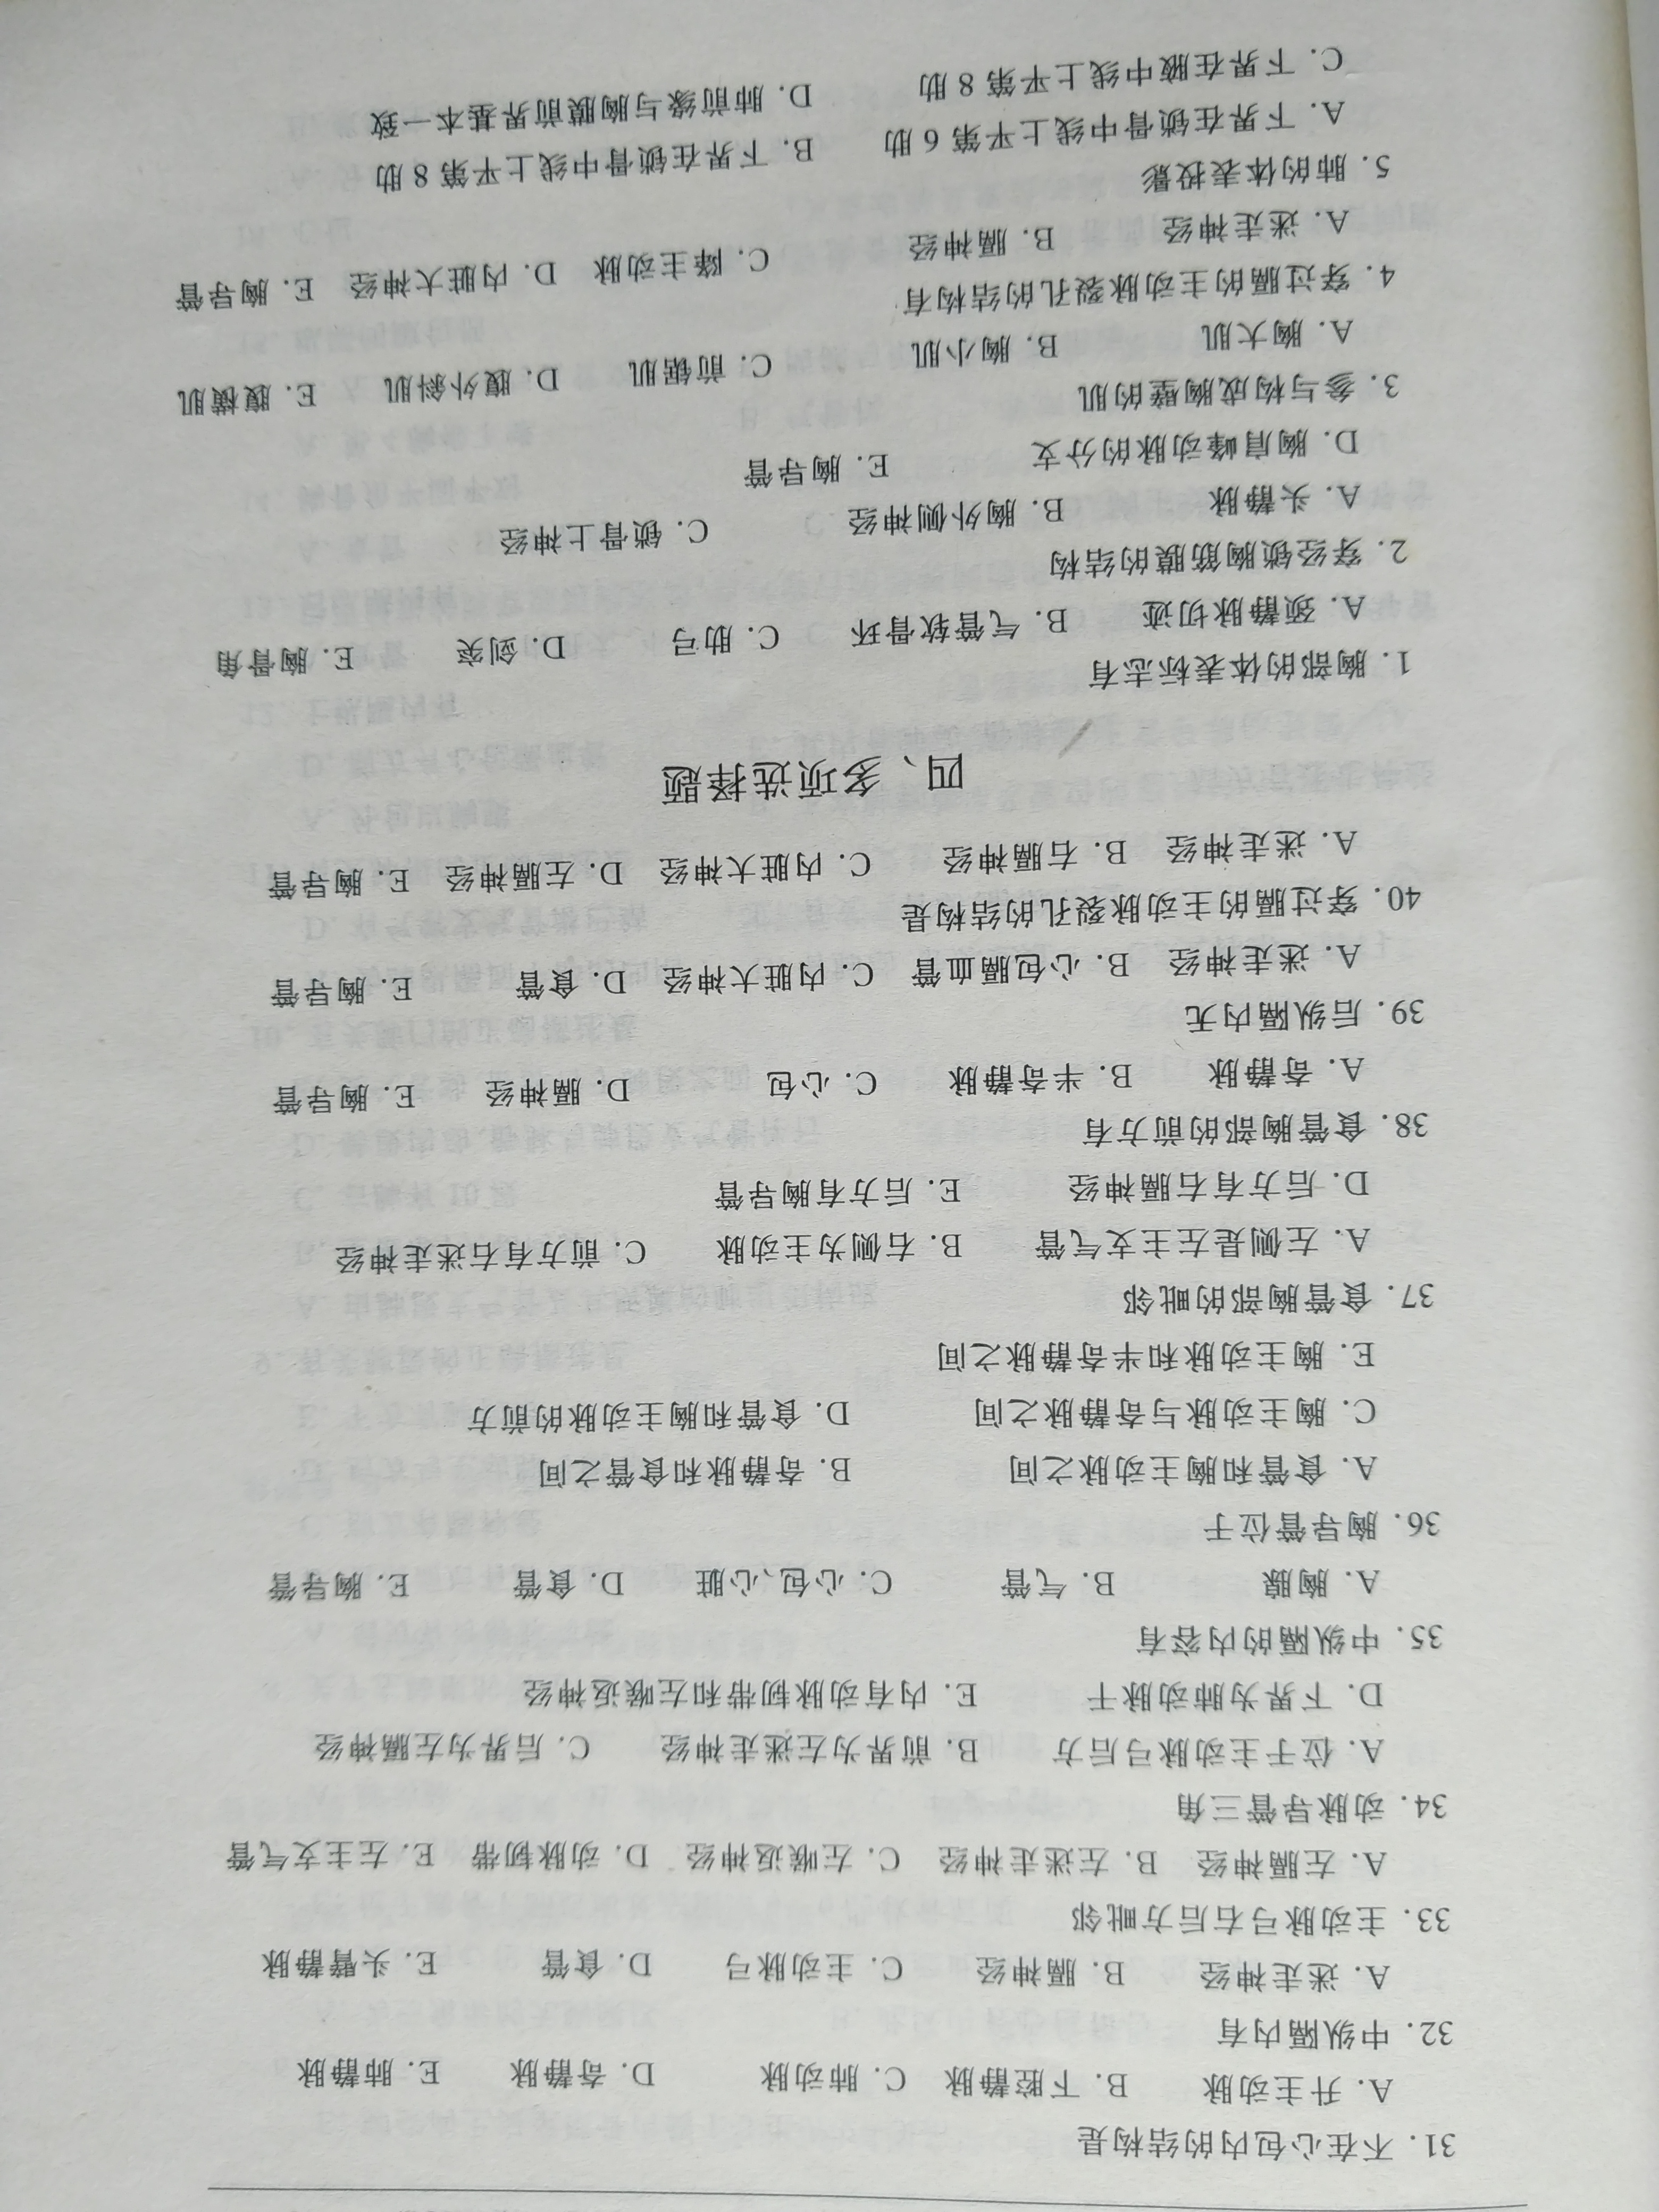 31. 不在心包内的结构是
A. 升主动脉 B. 下腔静脉 C. 肺动脉 D. 奇静脉 E. 肺静脉
32. 中纵隔内有
A. 迷走神经 B. 膈神经 C. 主动脉弓 D. 食管 E. 头臂静脉
33. 主动脉弓右后方毗邻
A. 左膈神经 B. 左迷走神经 C. 左喉返神经 D. 动脉韧带 E. 左主支气管
34. 动脉导管三角
A. 位于主动脉弓后方 B. 前界为左迷走神经 C. 后界为左膈神经
D. 下界为肺动脉干 E. 内有动脉韧带和左喉返神经
35. 中纵隔的内容有
A. 胸腺 B. 气管 C. 心包、心脏 D. 食管 E. 胸导管
36. 胸导管位于
A. 食管和胸主动脉之间 B. 奇静脉和食管之间
C. 胸主动脉与奇静脉之间 D. 食管和胸主动脉的前方
E. 胸主动脉和半奇静脉之间
37. 食管胸部的毗邻
A. 左侧是左主支气管 B. 右侧为主动脉 C. 前方有右迷走神经
D. 后方有右膈神经 E. 后方有胸导管
38. 食管胸部的前方有
A. 奇静脉 B. 半奇静脉 C. 心包 D. 膈神经 E. 胸导管
39. 后纵隔内无
A. 迷走神经 B. 心包膈血管 C. 内脏大神经 D. 食管 E. 胸导管
40. 穿过膈的主动脉裂孔的结构是
A. 迷走神经 B. 右膈神经 C. 内脏大神经 D. 左膈神经 E. 胸导管
四、多项选择题
1. 胸部的体表标志有
A. 颈静脉切迹 B. 气管软骨环 C. 肋弓 D. 剑突 E. 胸骨角
2. 穿经锁胸筋膜的结构
A. 头静脉 B. 胸外侧神经 C. 锁骨上神经
D. 胸肩峰动脉的分支 E. 胸导管
3. 参与构成胸壁的肌
A. 胸大肌 B. 胸小肌 C. 前锯肌 D. 腹外斜肌 E. 腹横肌
4. 穿过膈的主动脉裂孔的结构有
A. 迷走神经 B. 膈神经 C. 降主动脉 D. 内脏大神经 E. 胸导管
5. 肺的体表投影
A. 下界在锁骨中线上平第 6 肋 B. 下界在锁骨中线上平第 8 肋
C. 下界在腋中线上平第 8 肋 D. 肺前缘与胸膜前界基本一致